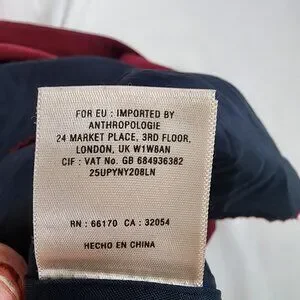 FOR EU : IMPORTED BY
ANTHROPOLOGIE
24 MARKET PLACE, 3RD FLOOR,
LONDON, UK W1W8AN
CIF : VAT No. GB 684936382
25UPYNY208LN
RN : 66170 CA : 32054
HECHO EN CHINA